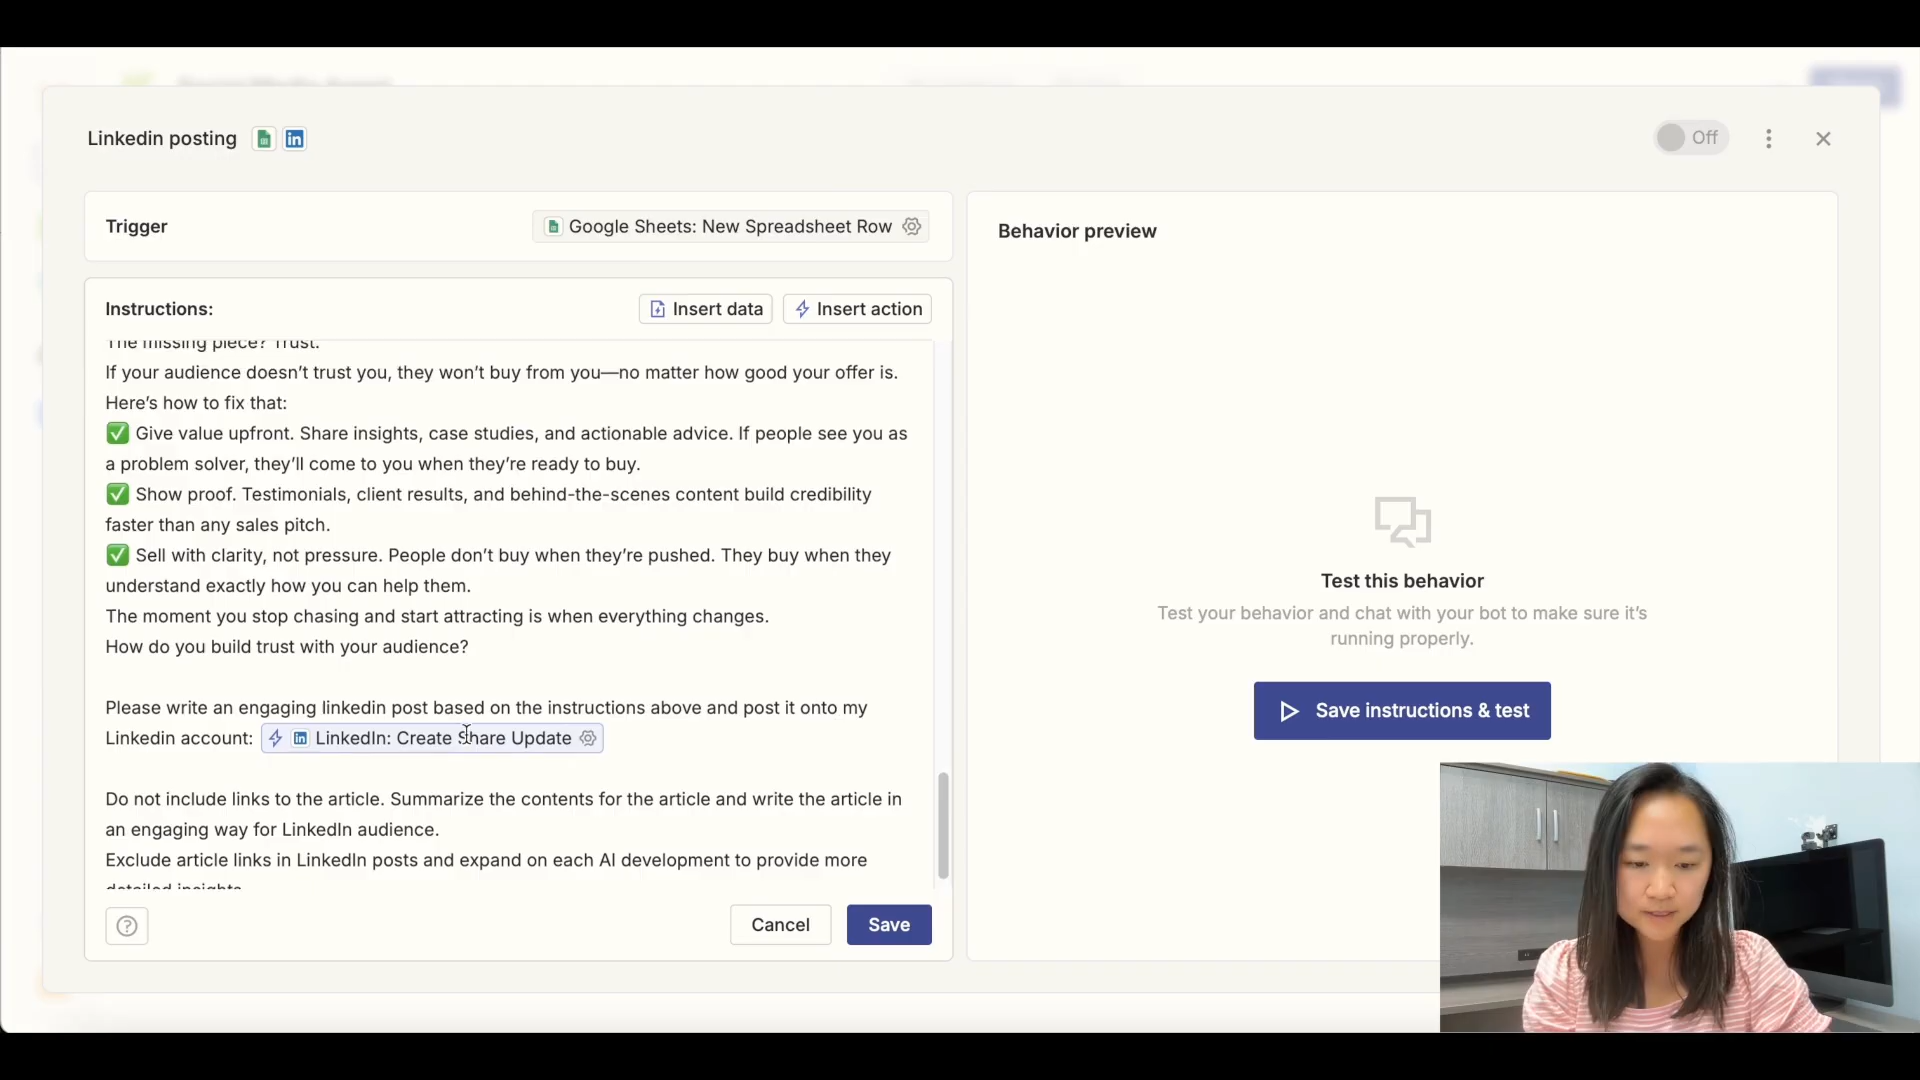 Linkedin posting
Off
Trigger
Google Sheets: New Spreadsheet Row
Behavior preview
Instructions:
Insert data
Insert action
The missing piece? Trust.
If your audience doesn’t trust you, they won’t buy from you—no matter how good your offer is.
Here’s how to fix that:
✅ Give value upfront. Share insights, case studies, and actionable advice. If people see you as
a problem solver, they’ll come to you when they’re ready to buy.
✅ Show proof. Testimonials, client results, and behind-the-scenes content build credibility
faster than any sales pitch.
✅ Sell with clarity, not pressure. People don’t buy when they’re pushed. They buy when they
understand exactly how you can help them.
The moment you stop chasing and start attracting is when everything changes.
How do you build trust with your audience?
Please write an engaging linkedin post based on the instructions above and post it onto my
Linkedin account: LinkedIn: Create Share Update
Do not include links to the article. Summarize the contents for the article and write the article in
an engaging way for LinkedIn audience.
Exclude article links in LinkedIn posts and expand on each AI development to provide more
detailed insights.
Cancel
Save
Test this behavior
Test your behavior and chat with your bot to make sure it’s
running properly.
Save instructions & test